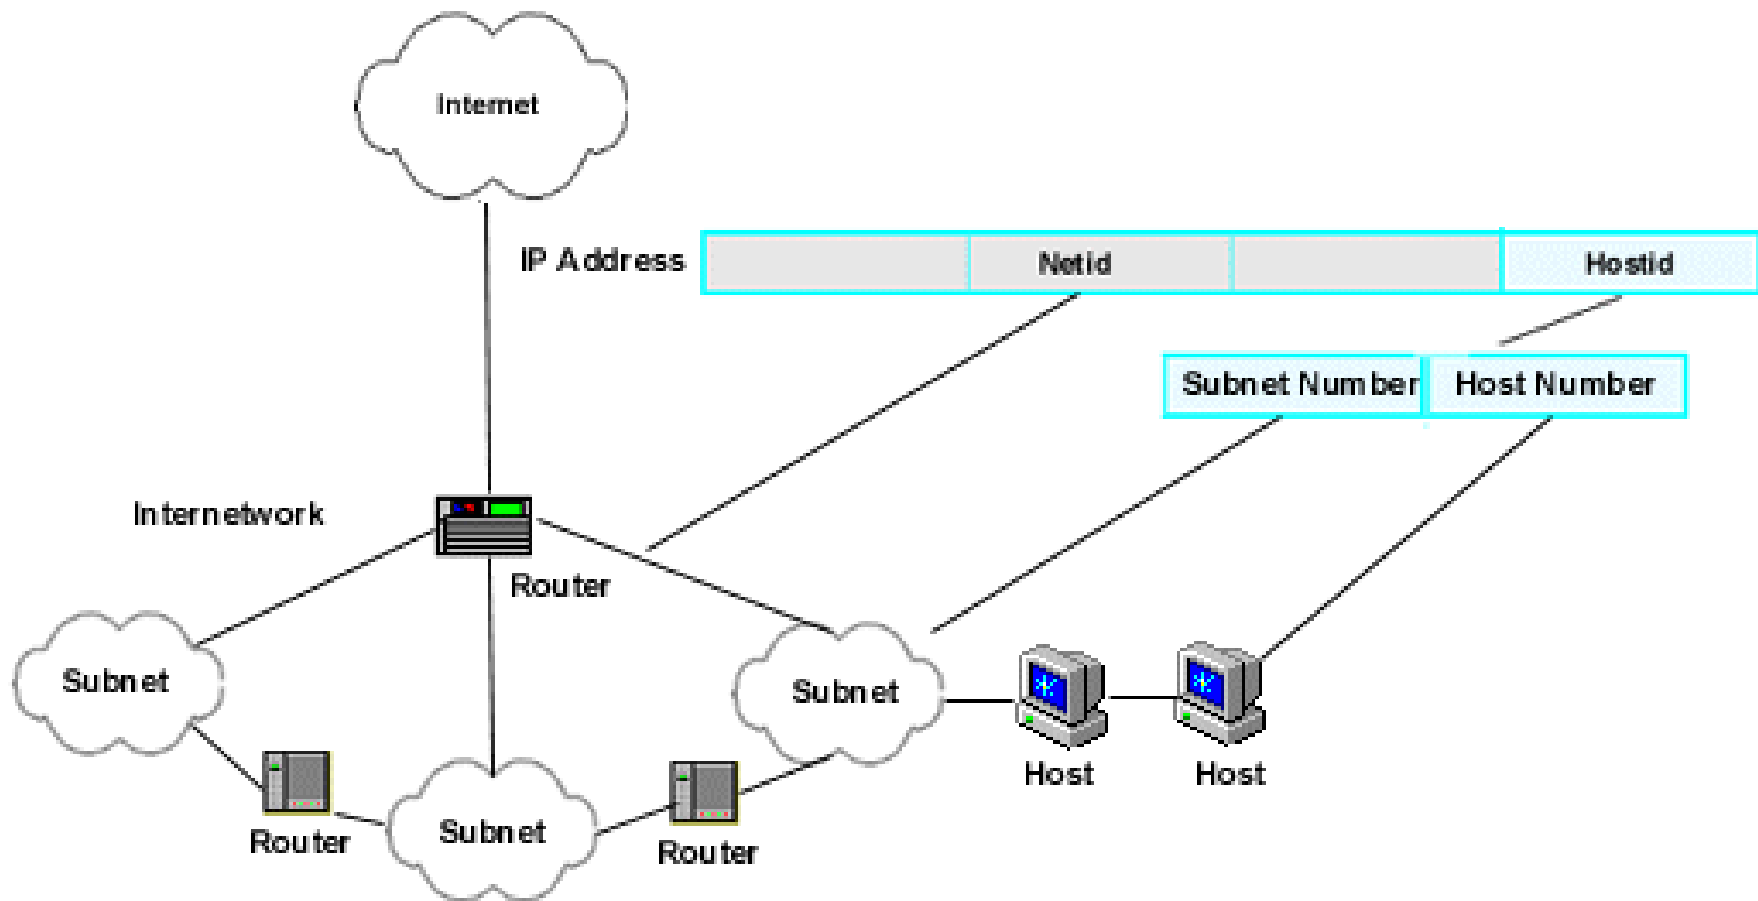 Internet
IP Address
Netid
Hostid
Subnet Number
Host Number
Internetwork
Router
Subnet
Subnet
Host
Host
Router
Subnet
Router